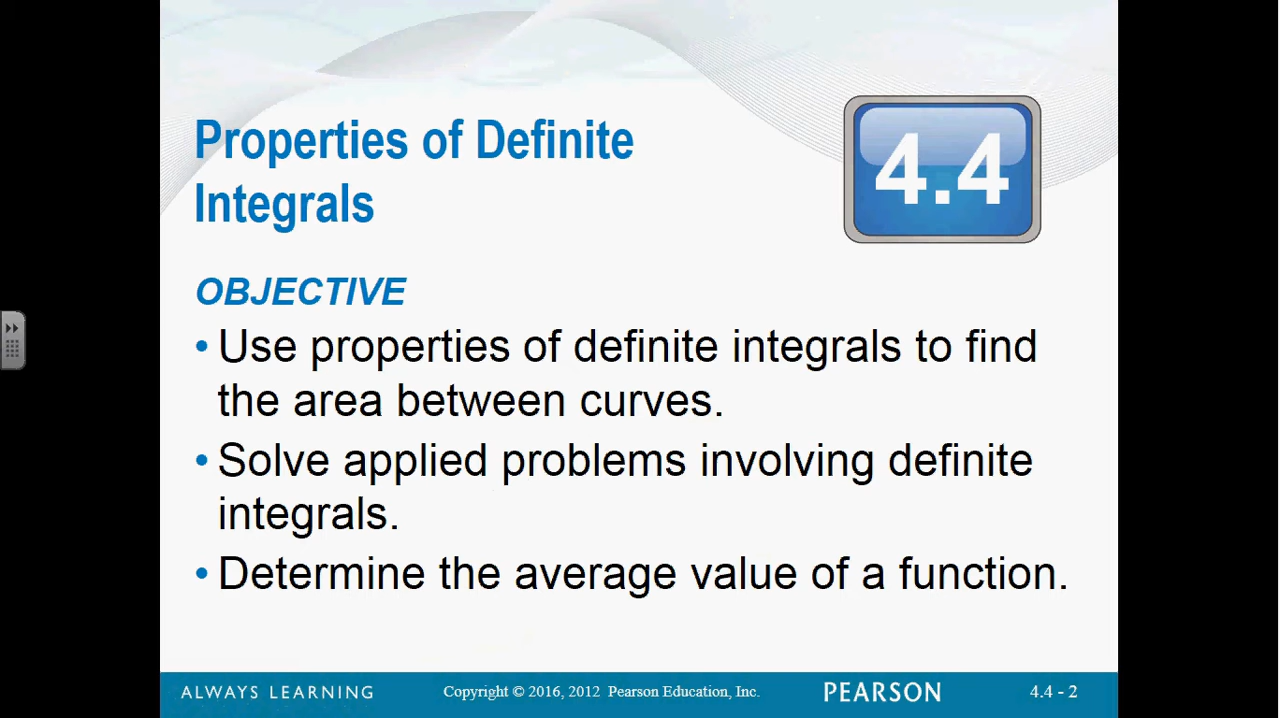 Properties of Definite
Integrals
4.4
OBJECTIVE
• Use properties of definite integrals to find
the area between curves.
• Solve applied problems involving definite
integrals.
• Determine the average value of a function.
ALWAYS LEARNING
Copyright © 2016, 2012 Pearson Education, Inc.
PEARSON
4.4 - 2